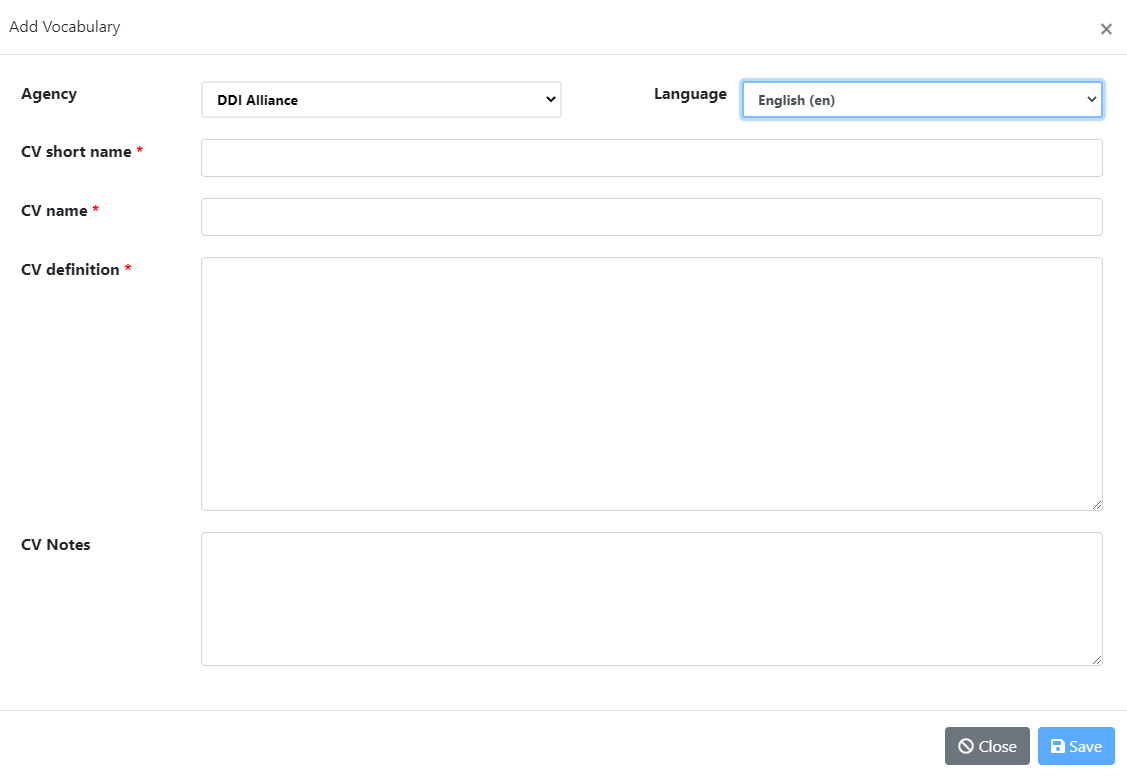 Add Vocabulary ×
Agency DDI Alliance Language English (en)
CV short name *
CV name *
CV definition *
CV Notes
Close Save